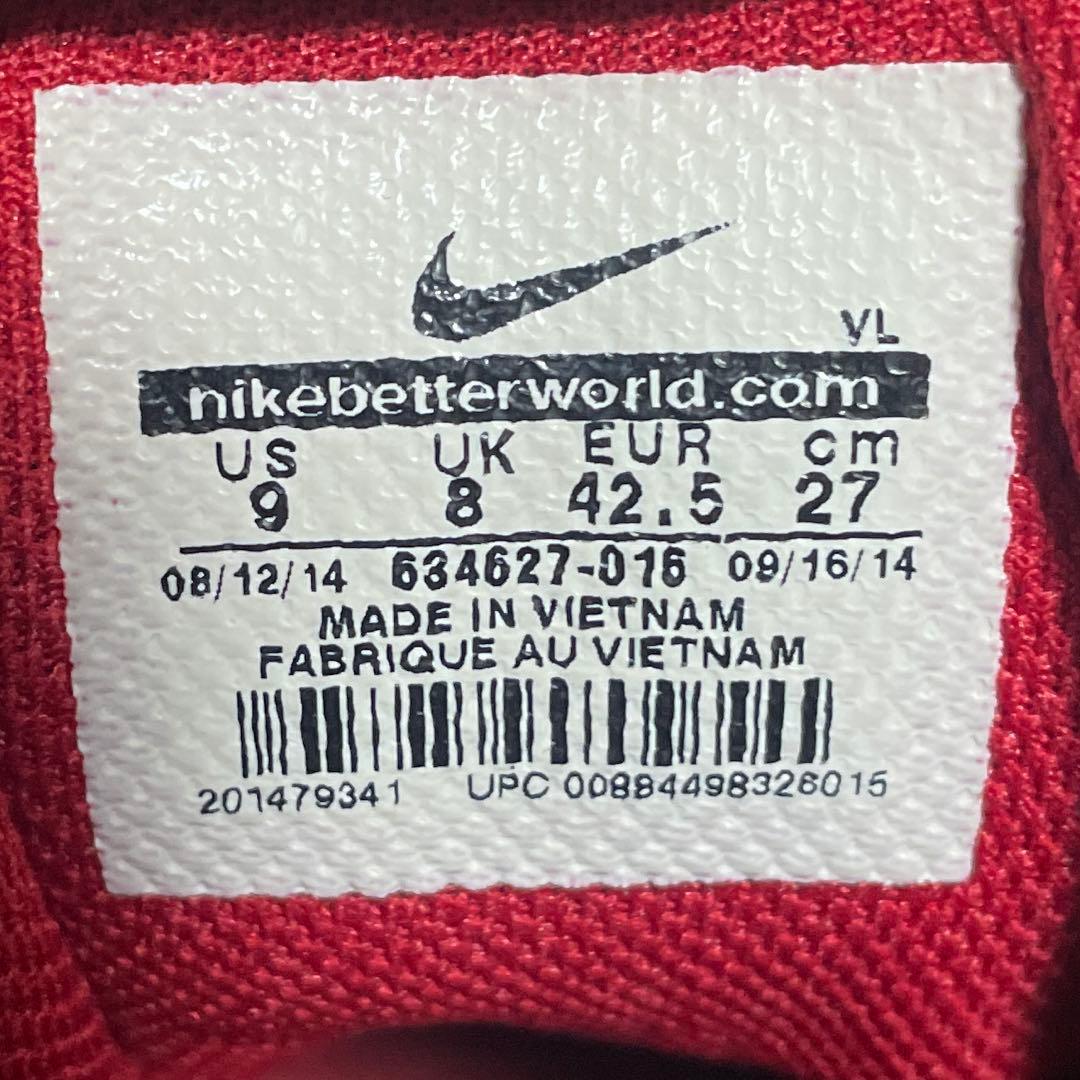 VL
nikebetterworld.com
US UK EUR cm
9 8 42.5 27
08/12/14 634627-016 09/16/14
MADE IN VIETNAM
FABRIQUE AU VIETNAM
201479341 UPC 00884498326015